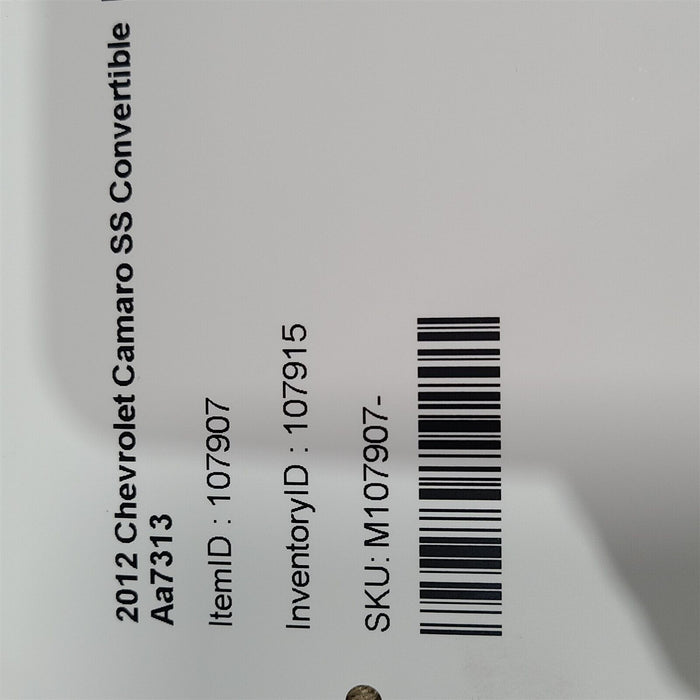 2012 Chevrolet Camaro SS Convertible
Aa7313
ItemID : 107907
InventoryID : 107915
SKU: M107907-